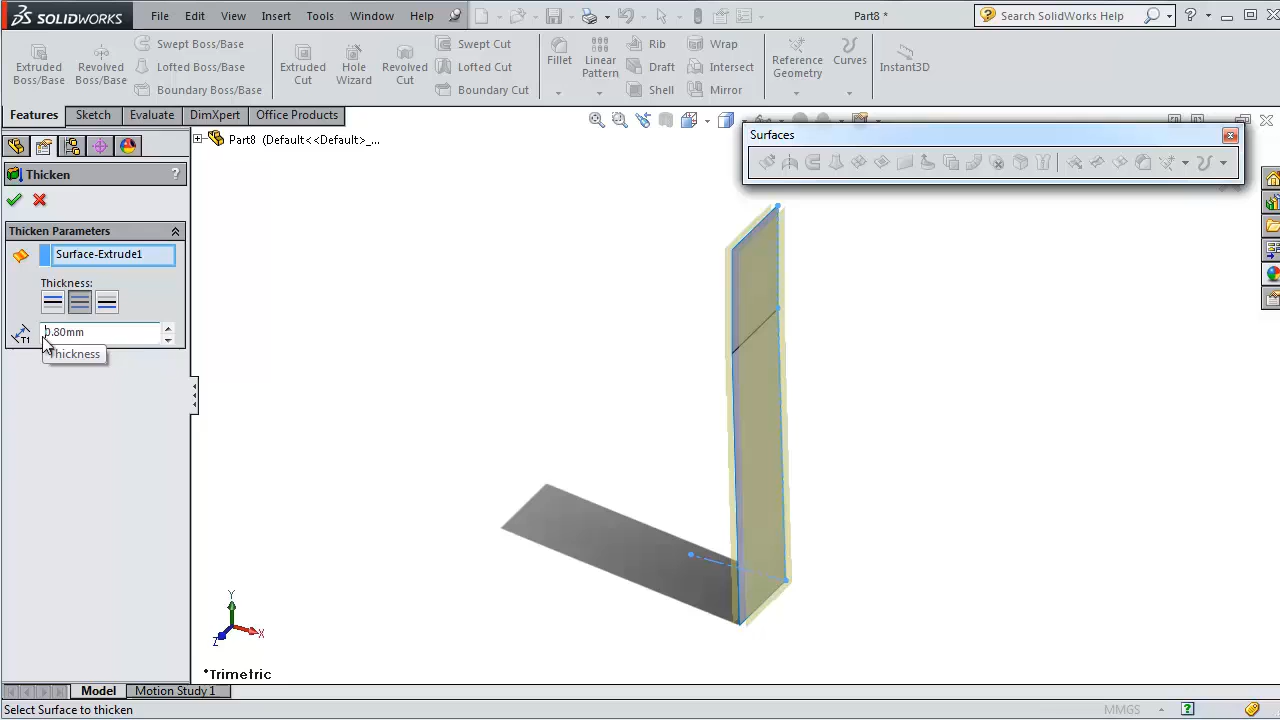 SOLIDWORKS File Edit View Insert Tools Window Help Part8 * Search SolidWorks Help
Extruded Boss/Base
Revolved Boss/Base
Swept Boss/Base
Lofted Boss/Base
Boundary Boss/Base
Extruded Cut
Hole Wizard
Revolved Cut
Swept Cut
Lofted Cut
Boundary Cut
Fillet
Linear Pattern
Rib
Draft
Shell
Wrap
Intersect
Mirror
Reference Geometry
Curves
Instant3D
Features Sketch Evaluate DimXpert Office Products
Part8 (Default<<Default>_...
Surfaces
Thicken ?
Thicken Parameters
Surface-Extrude1
Thickness:
T1 0.80mm
Thickness
Y
X
Z
*Trimetric
Model Motion Study 1
Select Surface to thicken MMGS ?